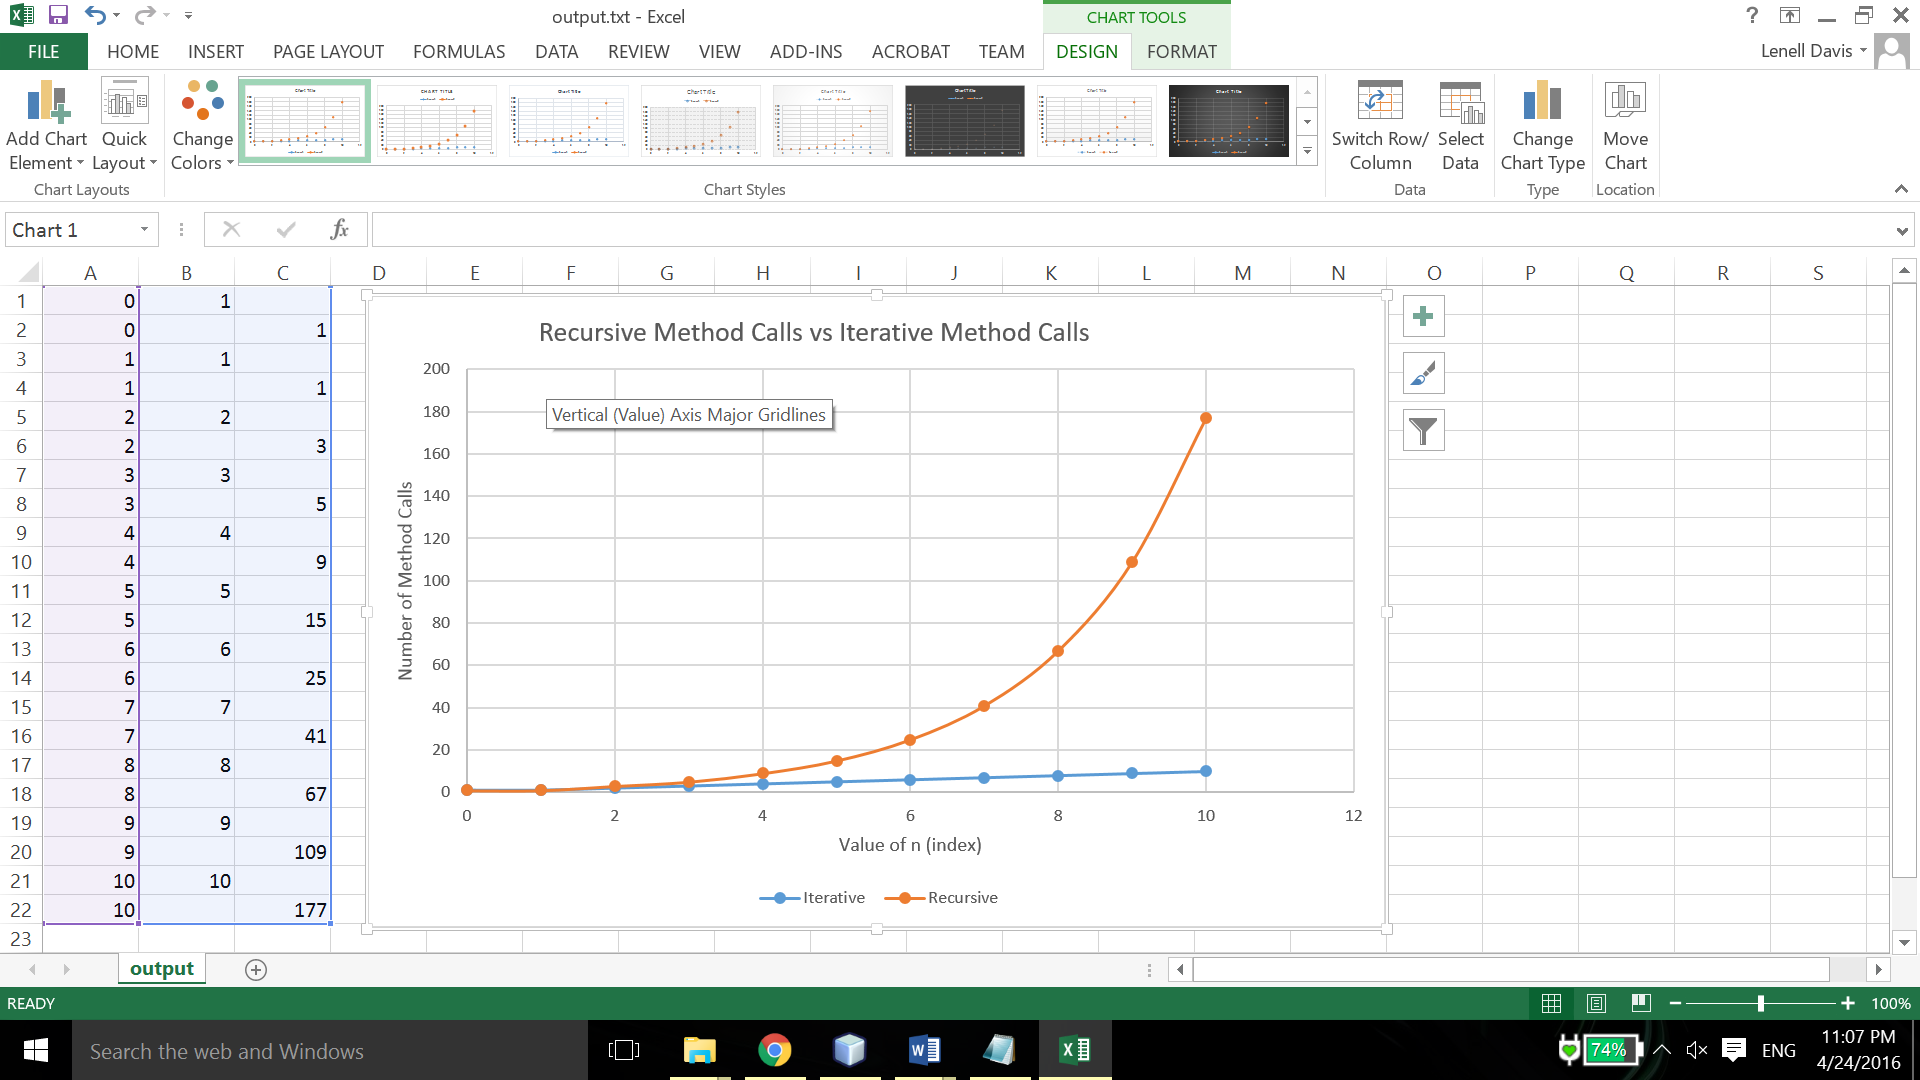 output.txt - Excel
CHART TOOLS
?
FILE HOME INSERT PAGE LAYOUT FORMULAS DATA REVIEW VIEW ADD-INS ACROBAT TEAM DESIGN FORMAT
Lenell Davis
Add Chart Element
Quick Layout
Change Colors
Switch Row/ Column
Select Data
Change Chart Type
Move Chart
Chart Layouts
Chart Styles
Data
Type
Location
Chart 1
fx
A B C D E F G H I J K L M N O P Q R S
1 0 1
2 0 1
3 1 1
4 1 1
5 2 2
6 2 3
7 3 3
8 3 5
9 4 4
10 4 9
11 5 5
12 5 15
13 6 6
14 6 25
15 7 7
16 7 41
17 8 8
18 8 67
19 9 9
20 9 109
21 10 10
22 10 177
23
Recursive Method Calls vs Iterative Method Calls
Vertical (Value) Axis Major Gridlines
Number of Method Calls
200
180
160
140
120
100
80
60
40
20
0
0 2 4 6 8 10 12
Value of n (index)
Iterative Recursive
output
READY
100%
Search the web and Windows
74%
ENG
11:07 PM
4/24/2016